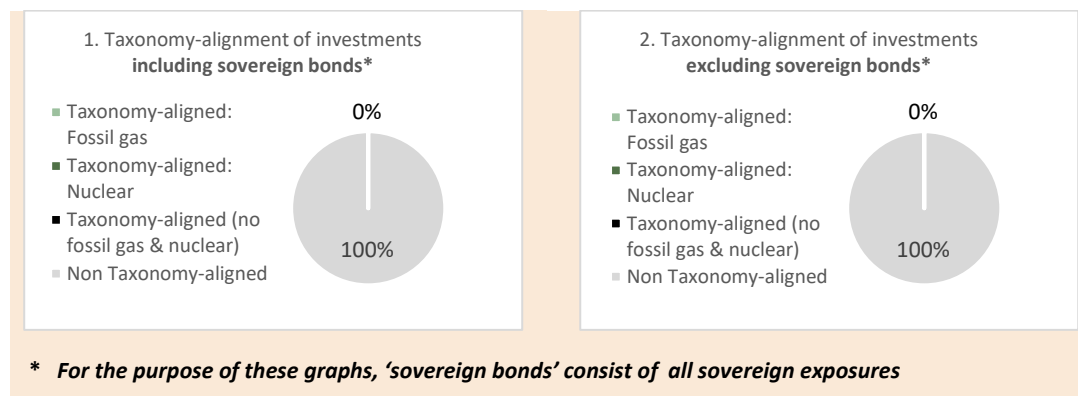 1. Taxonomy-alignment of investments
including sovereign bonds*
Taxonomy-aligned:
Fossil gas
Taxonomy-aligned:
Nuclear
Taxonomy-aligned (no
fossil gas & nuclear)
Non Taxonomy-aligned
0%
100%
2. Taxonomy-alignment of investments
excluding sovereign bonds*
Taxonomy-aligned:
Fossil gas
Taxonomy-aligned:
Nuclear
Taxonomy-aligned (no
fossil gas & nuclear)
Non Taxonomy-aligned
0%
100%
* For the purpose of these graphs, ‘sovereign bonds’ consist of all sovereign exposures